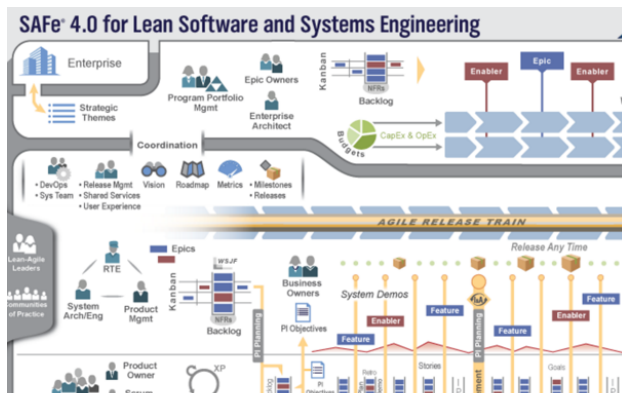 SAFe® 4.0 for Lean Software and Systems Engineering
Enterprise
Strategic
Themes
Program Portfolio
Mgmt
Epic Owners
Enterprise
Architect
Kanban
NFRs
Backlog
Enabler
Epic
Enabler
Budgets
CapEx & OpEx
Coordination
• DevOps
• Sys Team
• Release Mgmt
• Shared Services
• User Experience
Vision
Roadmap
Metrics
• Milestones
• Releases
AGILE RELEASE TRAIN
Release Any Time
Lean-Agile
Leaders
Communities
of Practice
RTE
System
Arch/Eng
Product
Mgmt
Epics
Kanban
WSJF
NFRs
Backlog
PI Planning
Business
Owners
PI Objectives
System Demos
Feature
Enabler
Feature
I&A
PI Planning
Feature
Enabler
Feature
Product
Owner
XP
PI
Objectives
Retro
Stories
Goals